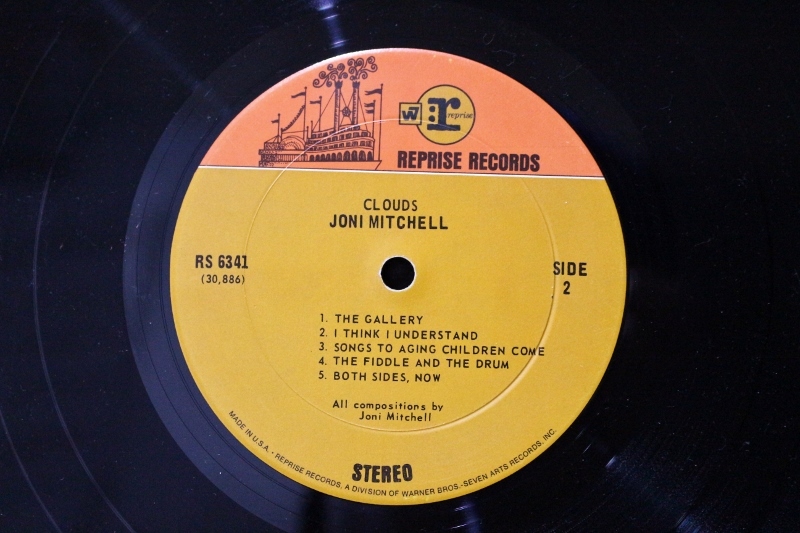 W7 r reprise
REPRISE RECORDS
CLOUDS
JONI MITCHELL
RS 6341
(30,886)
SIDE
2
1. THE GALLERY
2. I THINK I UNDERSTAND
3. SONGS TO AGING CHILDREN COME
4. THE FIDDLE AND THE DRUM
5. BOTH SIDES, NOW
All compositions by
Joni Mitchell
STEREO
MADE IN U.S.A. • REPRISE RECORDS, A DIVISION OF WARNER BROS.-SEVEN ARTS RECORDS, INC.